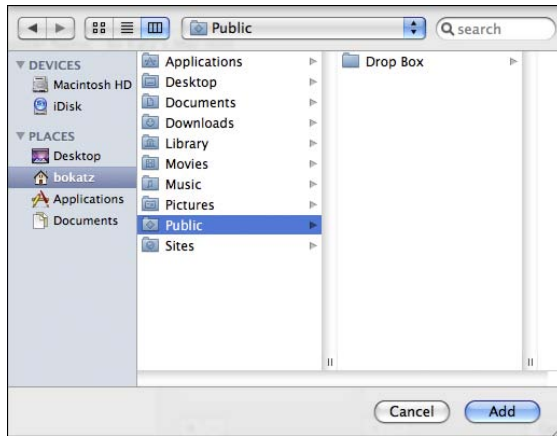 Public
search
DEVICES
Macintosh HD
iDisk
PLACES
Desktop
bokatz
Applications
Documents
Applications
Desktop
Documents
Downloads
Library
Movies
Music
Pictures
Public
Sites
Drop Box
Cancel
Add